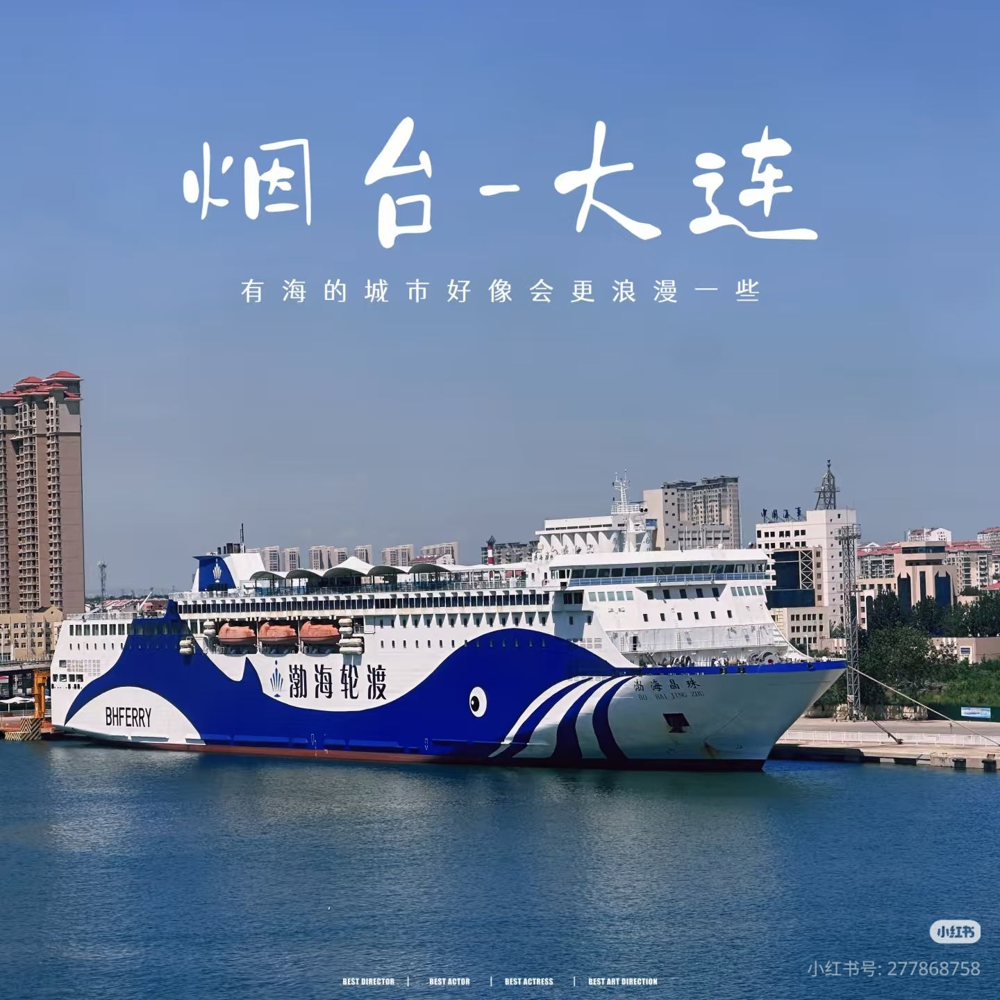 烟台-大连
有海的城市好像会更浪漫一些
中国海事
渤海轮渡
渤海晶珠
BO HAI JING ZHU
BHFERRY
小红书
小红书号: 277868758
BEST DIRECTOR | BEST ACTOR | BEST ACTRESS | BEST ART DIRECTION